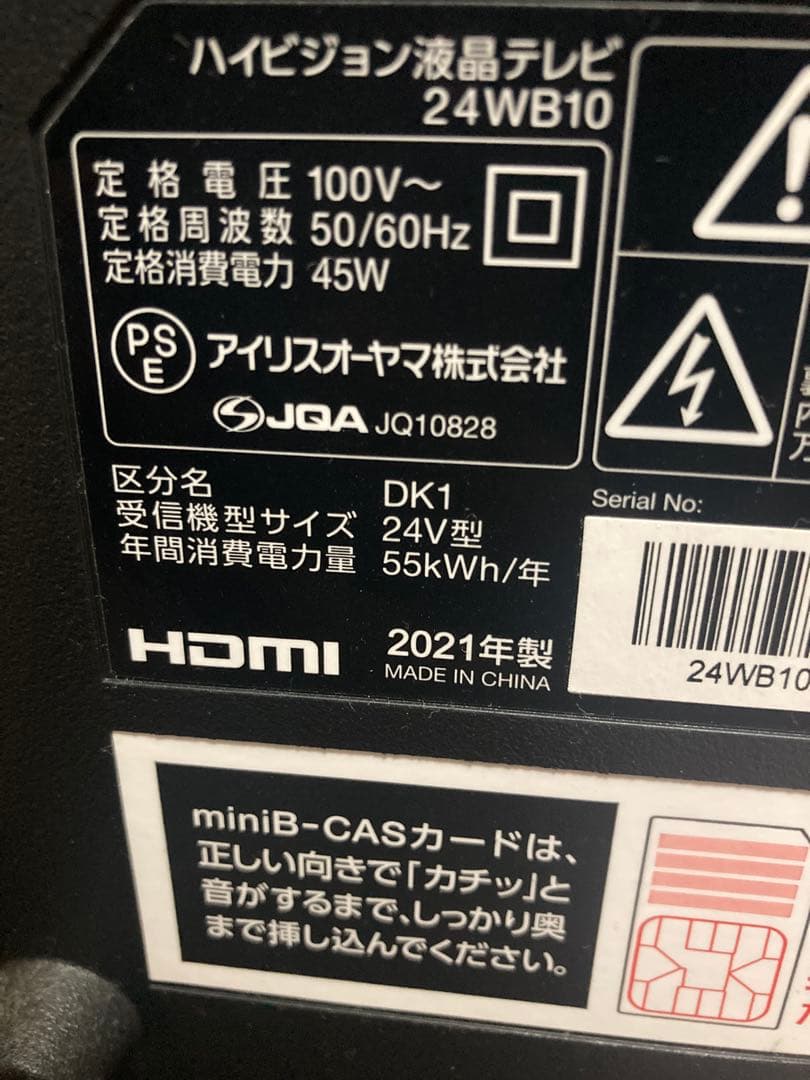 ハイビジョン液晶テレビ
24WB10
定格電圧 100V～
定格周波数 50/60Hz
定格消費電力 45W
PSE
アイリスオーヤマ株式会社
JQA JQ10828
区分名 DK1
受信機型サイズ 24V型
年間消費電力量 55kWh/年
HDMI
2021年製
MADE IN CHINA
Serial No:
24WB10
miniB-CASカードは、
正しい向きで「カチッ」と
音がするまで、しっかり奥
まで挿し込んでください。